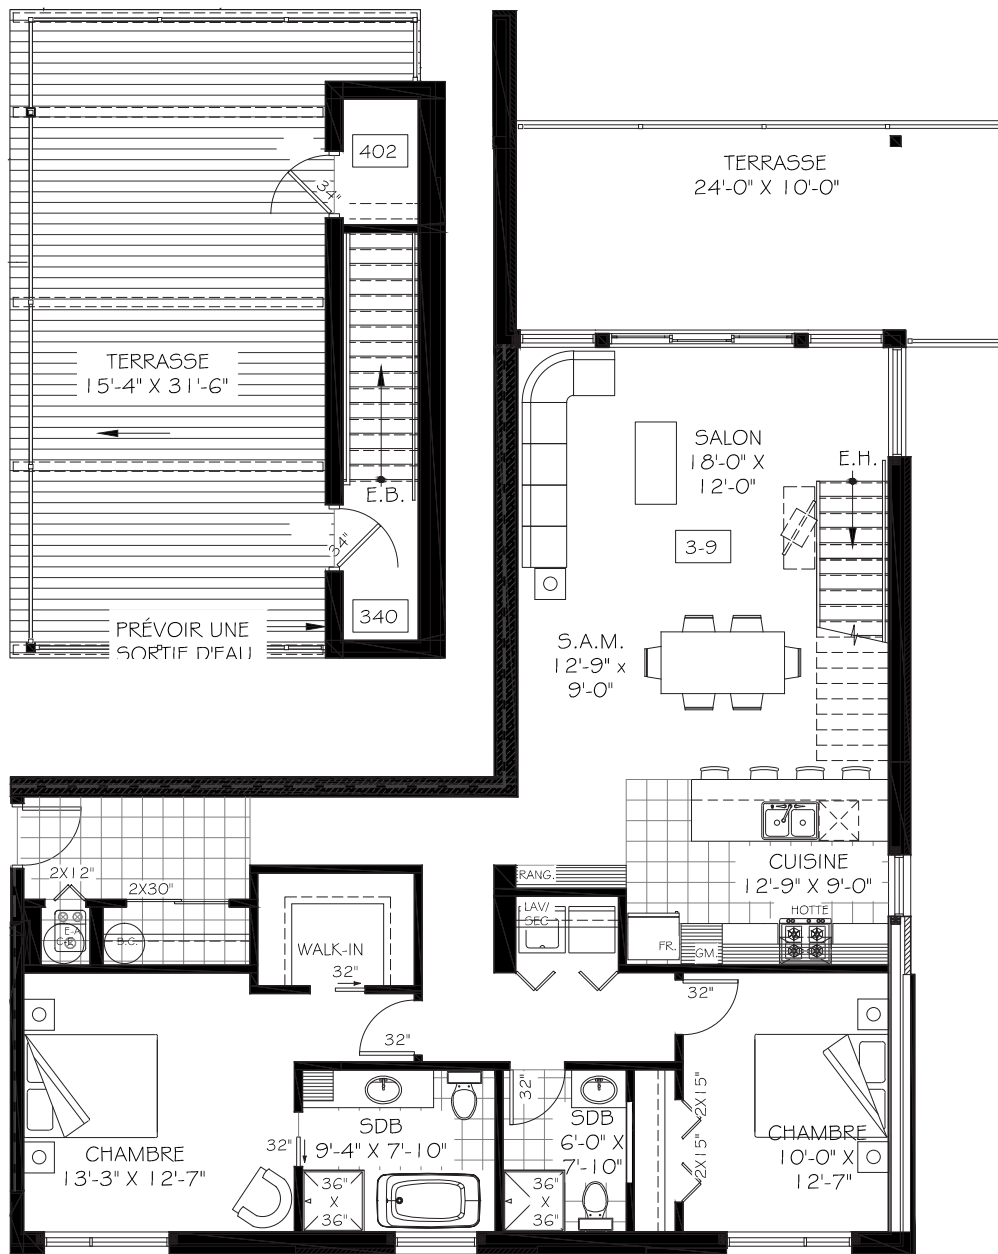 402
34"
TERRASSE
24'-0" X 10'-0"
TERRASSE
15'-4" X 31'-6"
E.B.
34"
340
PRÉVOIR UNE
SORTIE D'EAU
SALON
18'-0" X
12'-0"
E.H.
3-9
S.A.M.
12'-9" x
9'-0"
CUISINE
12'-9" X 9'-0"
HOTTE
RANG.
2X12"
2X30"
LAV/
SEC
E-A
C-R
B.C.
FR.
GM.
WALK-IN
32"
32"
32"
32"
2X15"
2X15"
SDB
9'-4" X 7'-10"
32"
36"
X
36"
SDB
6'-0" X
7'-10"
36"
X
36"
CHAMBRE
13'-3" X 12'-7"
CHAMBRE
10'-0" X
12'-7"